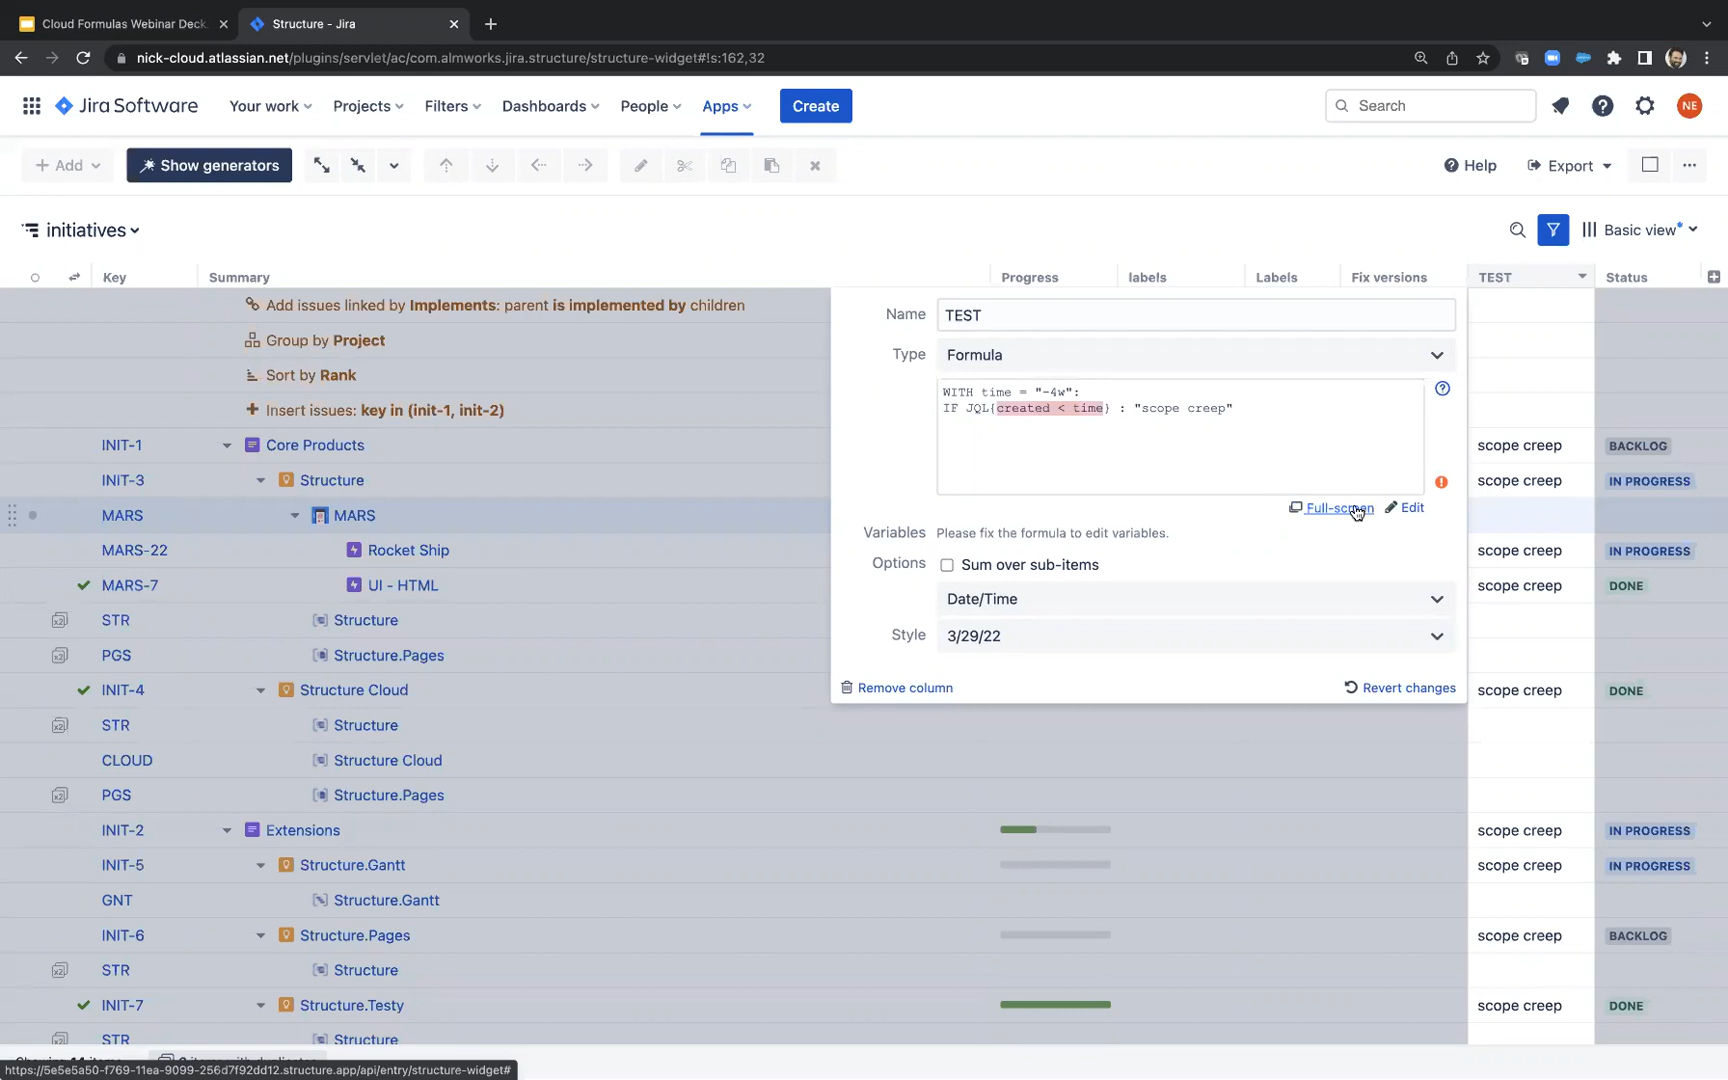 Cloud Formulas Webinar Deck
Structure - Jira
nick-cloud.atlassian.net/plugins/servlet/ac/com.almworks.jira.structure/structure-widget#!s:162,32
Jira Software
Your work
Projects
Filters
Dashboards
People
Apps
Create
Search
NE
Add
Show generators
Help
Export
initiatives
Basic view*
Key
Summary
Progress
labels
Labels
Fix versions
TEST
Status
Add issues linked by Implements: parent is implemented by children
Group by Project
Sort by Rank
Insert issues: key in (init-1, init-2)
Name
TEST
Type
Formula
WITH time = "-4w":
IF JQL{created < time} : "scope creep"
Full-screen
Edit
Variables
Please fix the formula to edit variables.
Options
Sum over sub-items
Date/Time
Style
3/29/22
Remove column
Revert changes
INIT-1 Core Products scope creep BACKLOG
INIT-3 Structure scope creep IN PROGRESS
MARS MARS
MARS-22 Rocket Ship scope creep IN PROGRESS
MARS-7 UI - HTML scope creep DONE
x2 STR Structure
x2 PGS Structure.Pages
INIT-4 Structure Cloud scope creep DONE
x2 STR Structure
CLOUD Structure Cloud
x2 PGS Structure.Pages
INIT-2 Extensions scope creep IN PROGRESS
INIT-5 Structure.Gantt scope creep IN PROGRESS
GNT Structure.Gantt
INIT-6 Structure.Pages scope creep BACKLOG
x2 STR Structure
INIT-7 Structure.Testy scope creep DONE
STR Structure
https://5e5e5a50-f769-11ea-9099-256d7f92dd12.structure.app/api/entry/structure-widget#